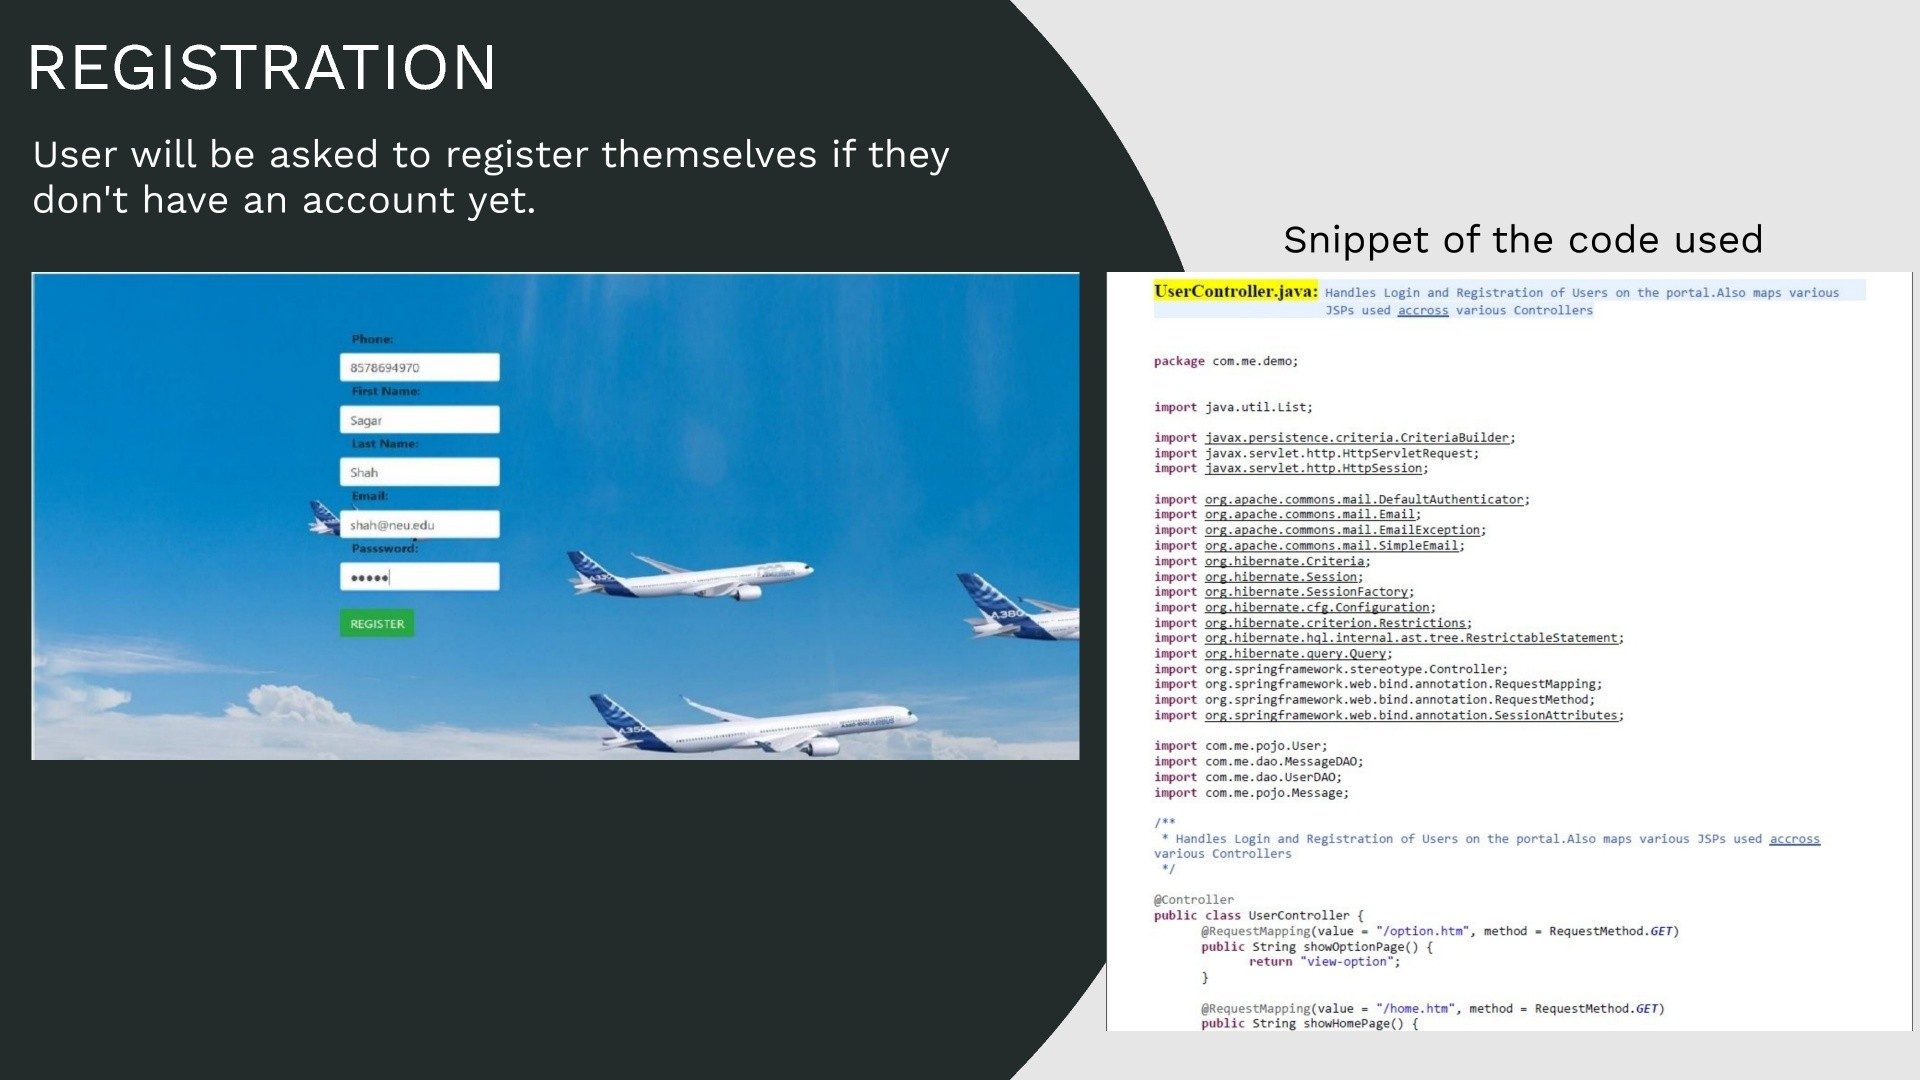 REGISTRATION
User will be asked to register themselves if they
don't have an account yet.
Phone:
8578694970
First Name:
Sagar
Last Name:
Shah
Email:
shah@neu.edu
Passsword:
•••••
REGISTER
A330
A380
A350
Snippet of the code used
UserController.java: Handles Login and Registration of Users on the portal.Also maps various
JSPs used accross various Controllers
package com.me.demo;
import java.util.List;
import javax.persistence.criteria.CriteriaBuilder;
import javax.servlet.http.HttpServletRequest;
import javax.servlet.http.HttpSession;
import org.apache.commons.mail.DefaultAuthenticator;
import org.apache.commons.mail.Email;
import org.apache.commons.mail.EmailException;
import org.apache.commons.mail.SimpleEmail;
import org.hibernate.Criteria;
import org.hibernate.Session;
import org.hibernate.SessionFactory;
import org.hibernate.cfg.Configuration;
import org.hibernate.criterion.Restrictions;
import org.hibernate.hql.internal.ast.tree.RestrictableStatement;
import org.hibernate.query.Query;
import org.springframework.stereotype.Controller;
import org.springframework.web.bind.annotation.RequestMapping;
import org.springframework.web.bind.annotation.RequestMethod;
import org.springframework.web.bind.annotation.SessionAttributes;
import com.me.pojo.User;
import com.me.dao.MessageDAO;
import com.me.dao.UserDAO;
import com.me.pojo.Message;
/**
* Handles Login and Registration of Users on the portal.Also maps various JSPs used accross
various Controllers
*/
@Controller
public class UserController {
@RequestMapping(value = "/option.htm", method = RequestMethod.GET)
public String showOptionPage() {
return "view-option";
}
@RequestMapping(value = "/home.htm", method = RequestMethod.GET)
public String showHomePage() {